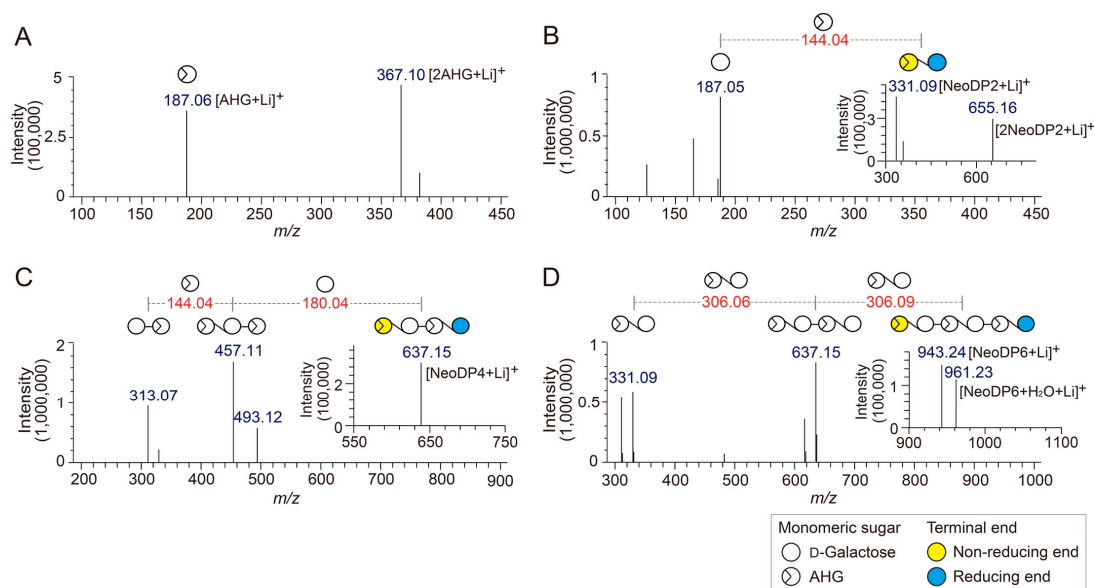 A
Intensity
(100,000)
5
2.5
0
187.06 [AHG+Li]+
367.10 [2AHG+Li]+
100 150 200 250 300 350 400 450
m/z
B
144.04
Intensity
(1,000,000)
1
0.5
0
187.05
100 150 200 250 300 350 400 450
m/z
Intensity
(100,000)
3
0
331.09 [NeoDP2+Li]+
655.16
[2NeoDP2+Li]+
300 600
C
144.04 180.04
Intensity
(1,000,000)
2
1
0
313.07
457.11
493.12
200 300 400 500 600 700 800 900
m/z
Intensity
(100,000)
2
0
637.15
[NeoDP4+Li]+
550 650 750
D
306.06 306.09
Intensity
(1,000,000)
1
0.5
0
331.09
637.15
300 400 500 600 700 800 900 1000
m/z
Intensity
(100,000)
1
0
943.24 [NeoDP6+Li]+
961.23
[NeoDP6+H₂O+Li]+
900 1000 1100
Monomeric sugar Terminal end
D-Galactose Non-reducing end
AHG Reducing end